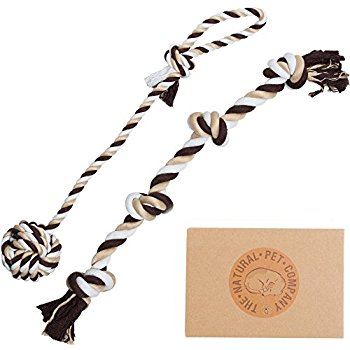 THE • NATURAL • PET • COMPANY •